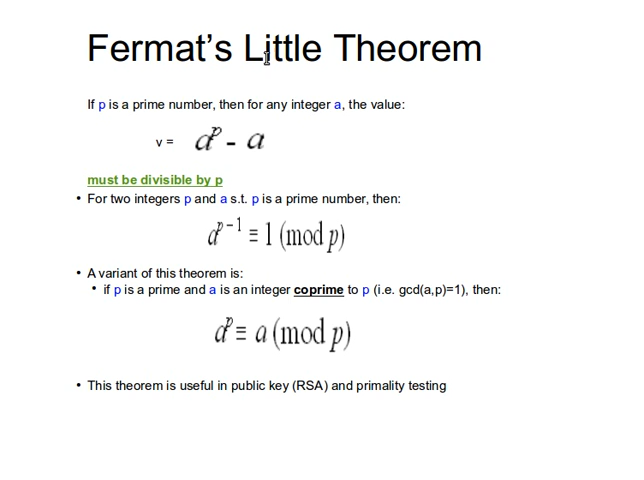 Fermat's Little Theorem
If p is a prime number, then for any integer a, the value:
v = a^p - a
must be divisible by p
• For two integers p and a s.t. p is a prime number, then:
a^{p-1} ≡ 1 (mod p)
• A variant of this theorem is:
• if p is a prime and a is an integer coprime to p (i.e. gcd(a,p)=1), then:
a^p ≡ a (mod p)
• This theorem is useful in public key (RSA) and primality testing